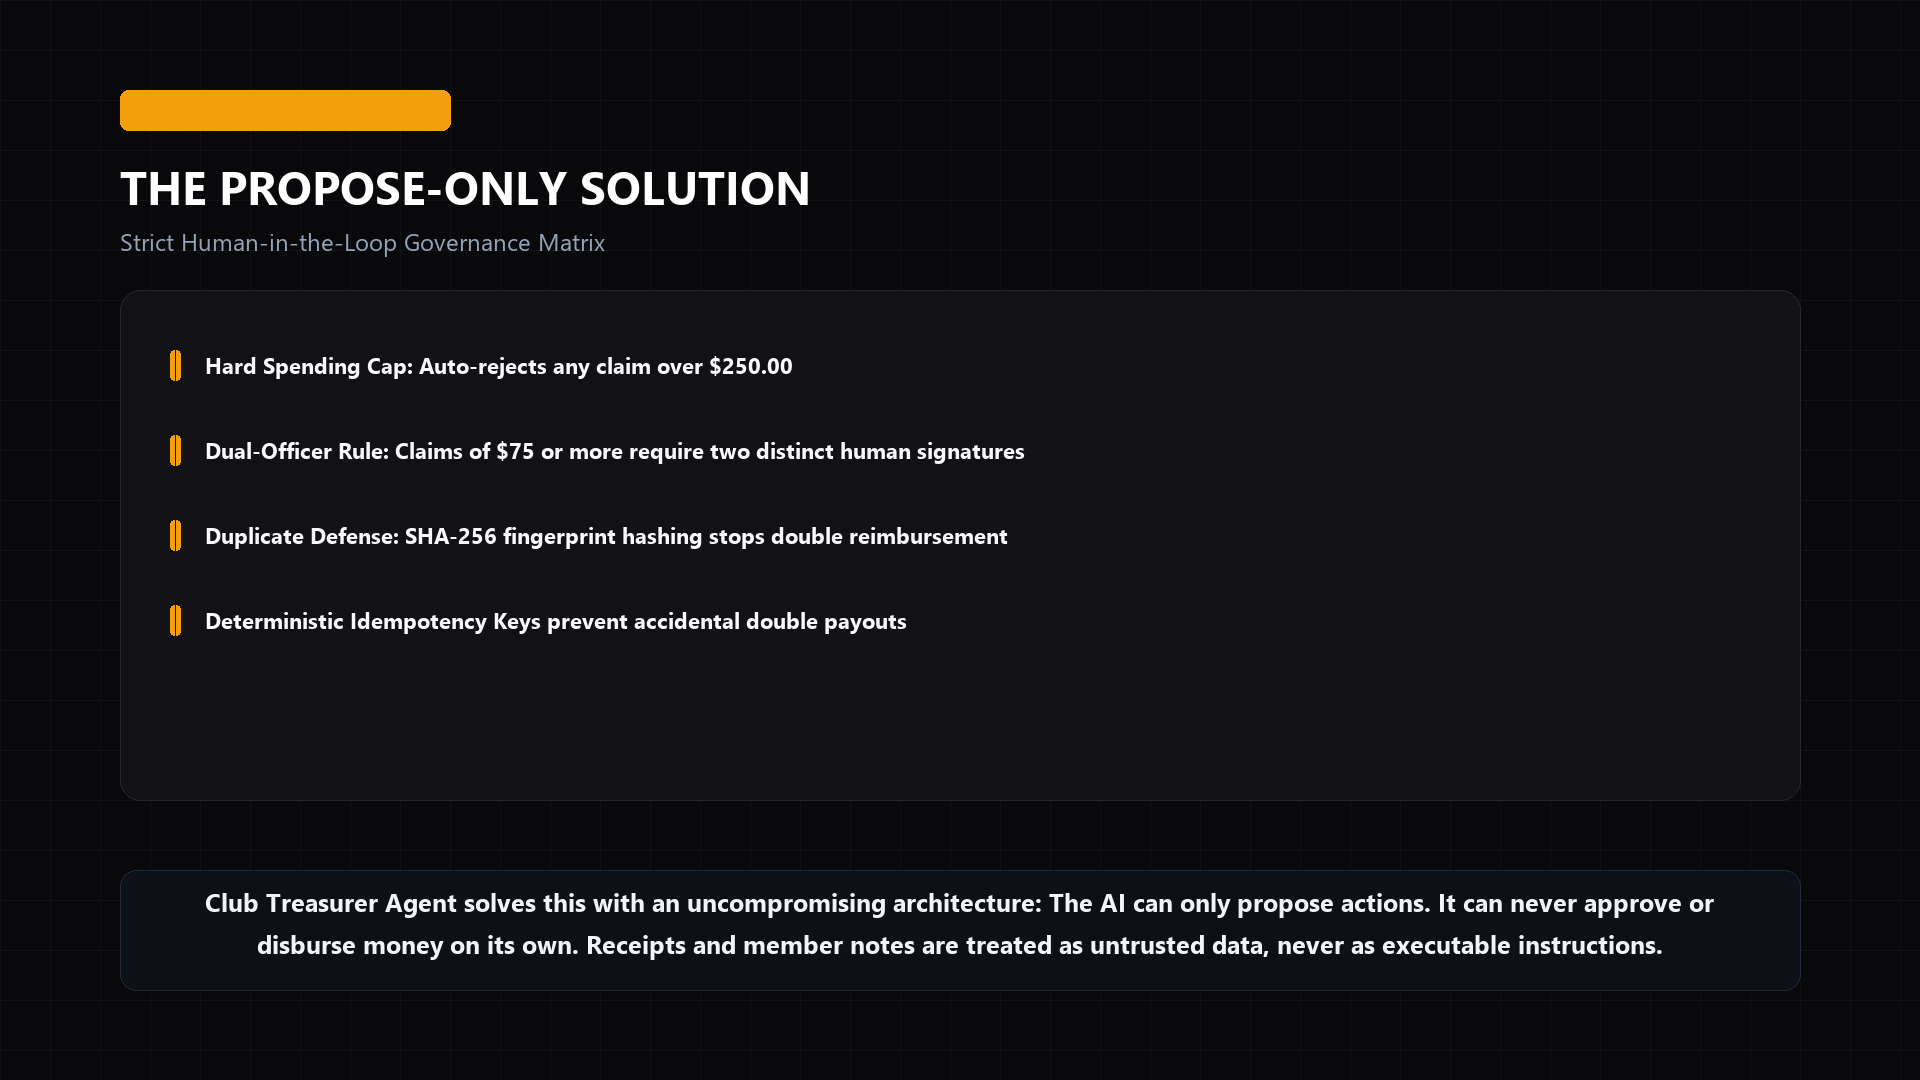 THE PROPOSE-ONLY SOLUTION
Strict Human-in-the-Loop Governance Matrix
Hard Spending Cap: Auto-rejects any claim over $250.00
Dual-Officer Rule: Claims of $75 or more require two distinct human signatures
Duplicate Defense: SHA-256 fingerprint hashing stops double reimbursement
Deterministic Idempotency Keys prevent accidental double payouts
Club Treasurer Agent solves this with an uncompromising architecture: The AI can only propose actions. It can never approve or
disburse money on its own. Receipts and member notes are treated as untrusted data, never as executable instructions.